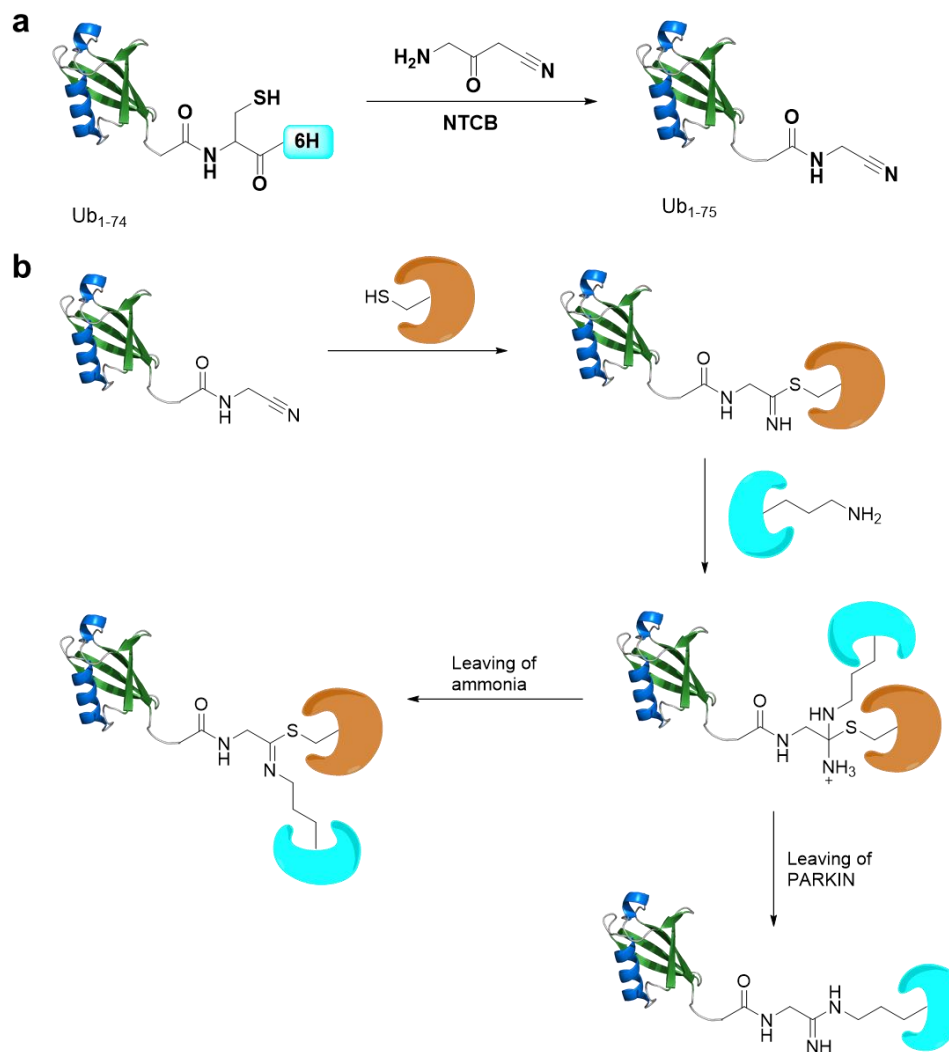 a
H₂N
O
N
NTCB
O
N
H
SH
O
6H
Ub₁₋₇₄
O
N
H
N
Ub₁₋₇₅
b
O
N
H
N
HS
O
N
H
S
NH
NH₂
Leaving of
ammonia
O
N
H
S
N
O
N
H
HN
S
NH₃
+
Leaving of
PARKIN
O
N
H
H
N
NH